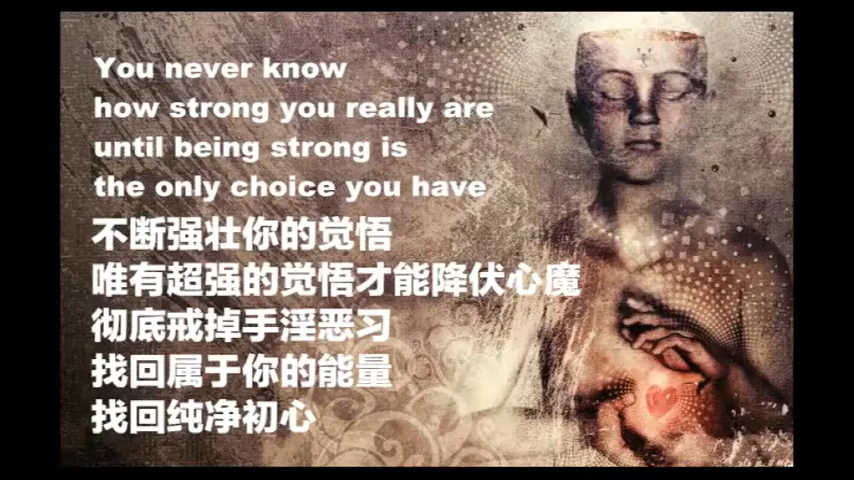 You never know
how strong you really are
until being strong is
the only choice you have
不断强壮你的觉悟
唯有超强的觉悟才能降伏心魔
彻底戒掉手淫恶习
找回属于你的能量
找回纯净初心